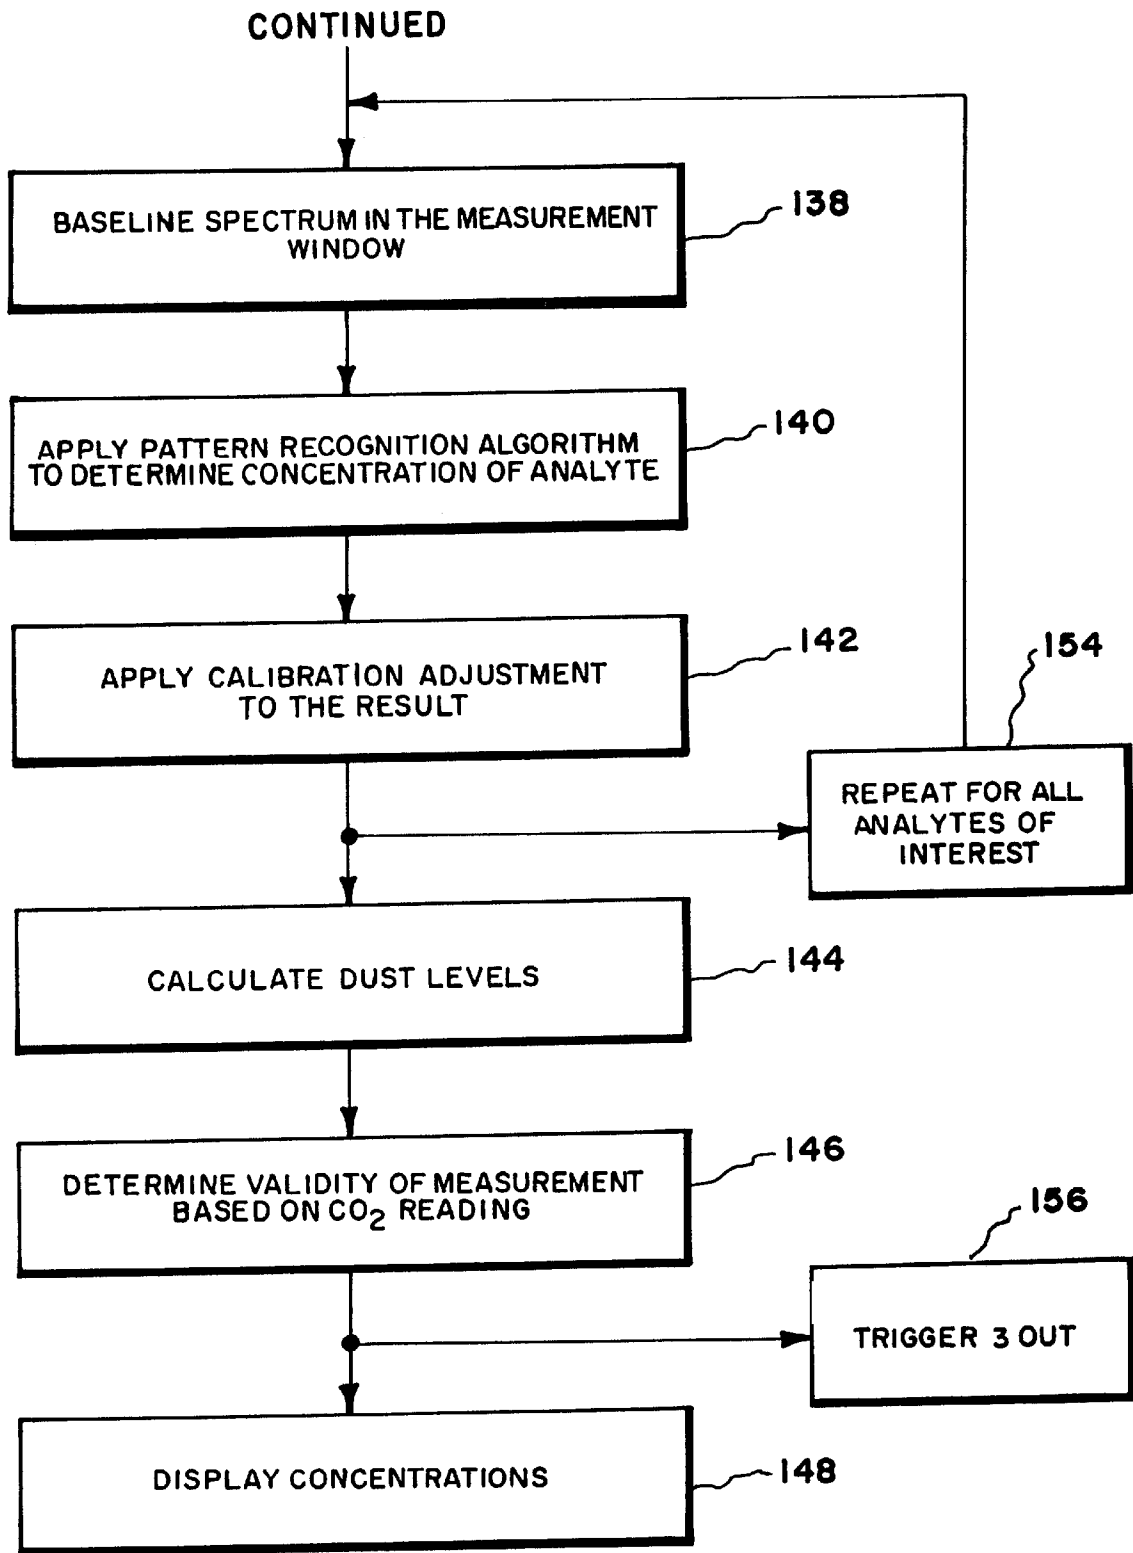 CONTINUED
BASELINE SPECTRUM IN THE MEASUREMENT
WINDOW
138
APPLY PATTERN RECOGNITION ALGORITHM
TO DETERMINE CONCENTRATION OF ANALYTE
140
APPLY CALIBRATION ADJUSTMENT
TO THE RESULT
142
154
REPEAT FOR ALL
ANALYTES OF
INTEREST
CALCULATE DUST LEVELS
144
DETERMINE VALIDITY OF MEASUREMENT
BASED ON CO2 READING
146
156
TRIGGER 3 OUT
DISPLAY CONCENTRATIONS
148